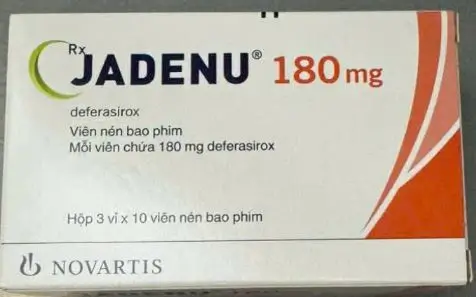 Rx
JADENU® 180 mg
deferasirox
Viên nén bao phim
Mỗi viên chứa 180 mg deferasirox
Hộp 3 vỉ x 10 viên nén bao phim
NOVARTIS